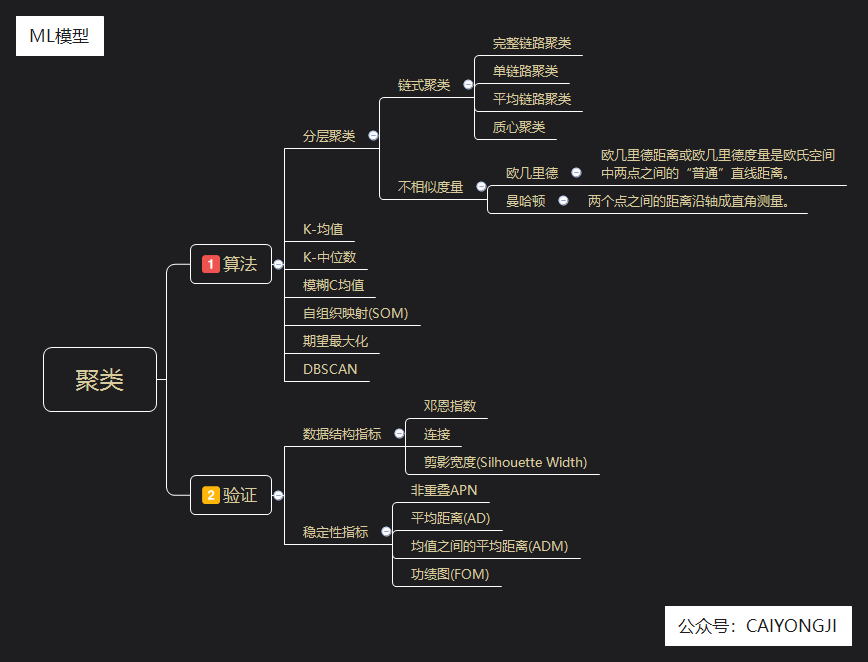 ML模型
聚类
1 算法
分层聚类
链式聚类
完整链路聚类
单链路聚类
平均链路聚类
质心聚类
不相似度量
欧几里德
欧几里德距离或欧几里德度量是欧氏空间
中两点之间的“普通”直线距离。
曼哈顿
两个点之间的距离沿轴成直角测量。
K-均值
K-中位数
模糊C均值
自组织映射(SOM)
期望最大化
DBSCAN
2 验证
数据结构指标
邓恩指数
连接
剪影宽度(Silhouette Width)
稳定性指标
非重叠APN
平均距离(AD)
均值之间的平均距离(ADM)
功绩图(FOM)
公众号：CAIYONGJI